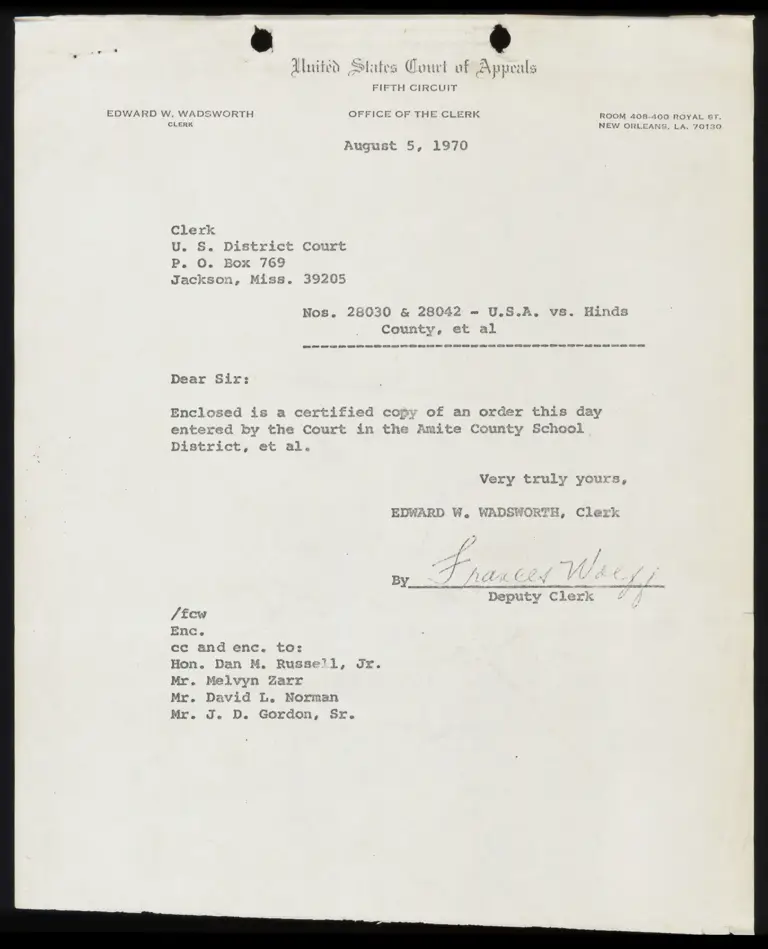 United States Court of Appeals
FIFTH CIRCUIT
EDWARD W. WADSWORTH
CLERK
OFFICE OF THE CLERK
ROOM 408-400 ROYAL ST.
NEW ORLEANS, LA. 70130
August 5, 1970
Clerk
U. S. District Court
P. O. Box 769
Jackson, Miss. 39205
Nos. 28030 & 28042 - U.S.A. vs. Hinds
County, et al
Dear Sir:
Enclosed is a certified copy of an order this day
entered by the Court in the Amite County School
District, et al.
Very truly yours,
EDWARD W. WADSWORTH, Clerk
By Frances Wolff
Deputy Clerk
/fcw
Enc.
cc and enc. to:
Hon. Dan M. Russell, Jr.
Mr. Melvyn Zarr
Mr. David L. Norman
Mr. J. D. Gordon, Sr.